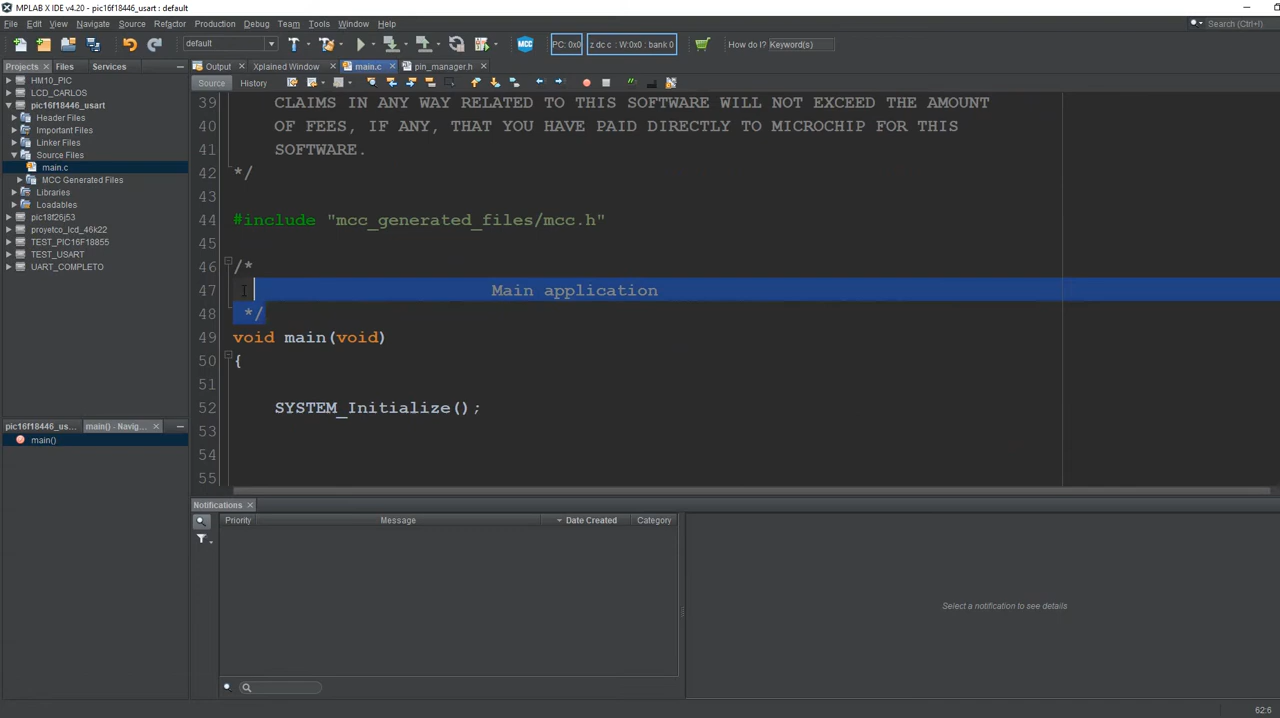 MPLAB X IDE v4.20 - pic16f18446_usart : default
File Edit View Navigate Source Refactor Production Debug Team Tools Window Help
Search (Ctrl+I)
default
MCC
PC: 0x0
z dc c : W:0x0 : bank 0
How do I? Keyword(s)
Projects × Files Services
Output × Xplained Window × main.c × pin_manager.h ×
Source History
HM10_PIC
LCD_CARLOS
pic16f18446_usart
Header Files
Important Files
Linker Files
Source Files
main.c
MCC Generated Files
Libraries
Loadables
pic18f26j53
proyetco_lcd_46k22
TEST_PIC16F18855
TEST_USART
UART_COMPLETO
39 CLAIMS IN ANY WAY RELATED TO THIS SOFTWARE WILL NOT EXCEED THE AMOUNT
40 OF FEES, IF ANY, THAT YOU HAVE PAID DIRECTLY TO MICROCHIP FOR THIS
41 SOFTWARE.
42 */
43
44 #include "mcc_generated_files/mcc.h"
45
46 /*
47 Main application
48 */
49 void main(void)
50 {
51
52 SYSTEM_Initialize();
53
54
55
pic16f18446_us... main() - Navig... ×
main()
Notifications ×
Priority Message Date Created Category
Select a notification to see details
62:6